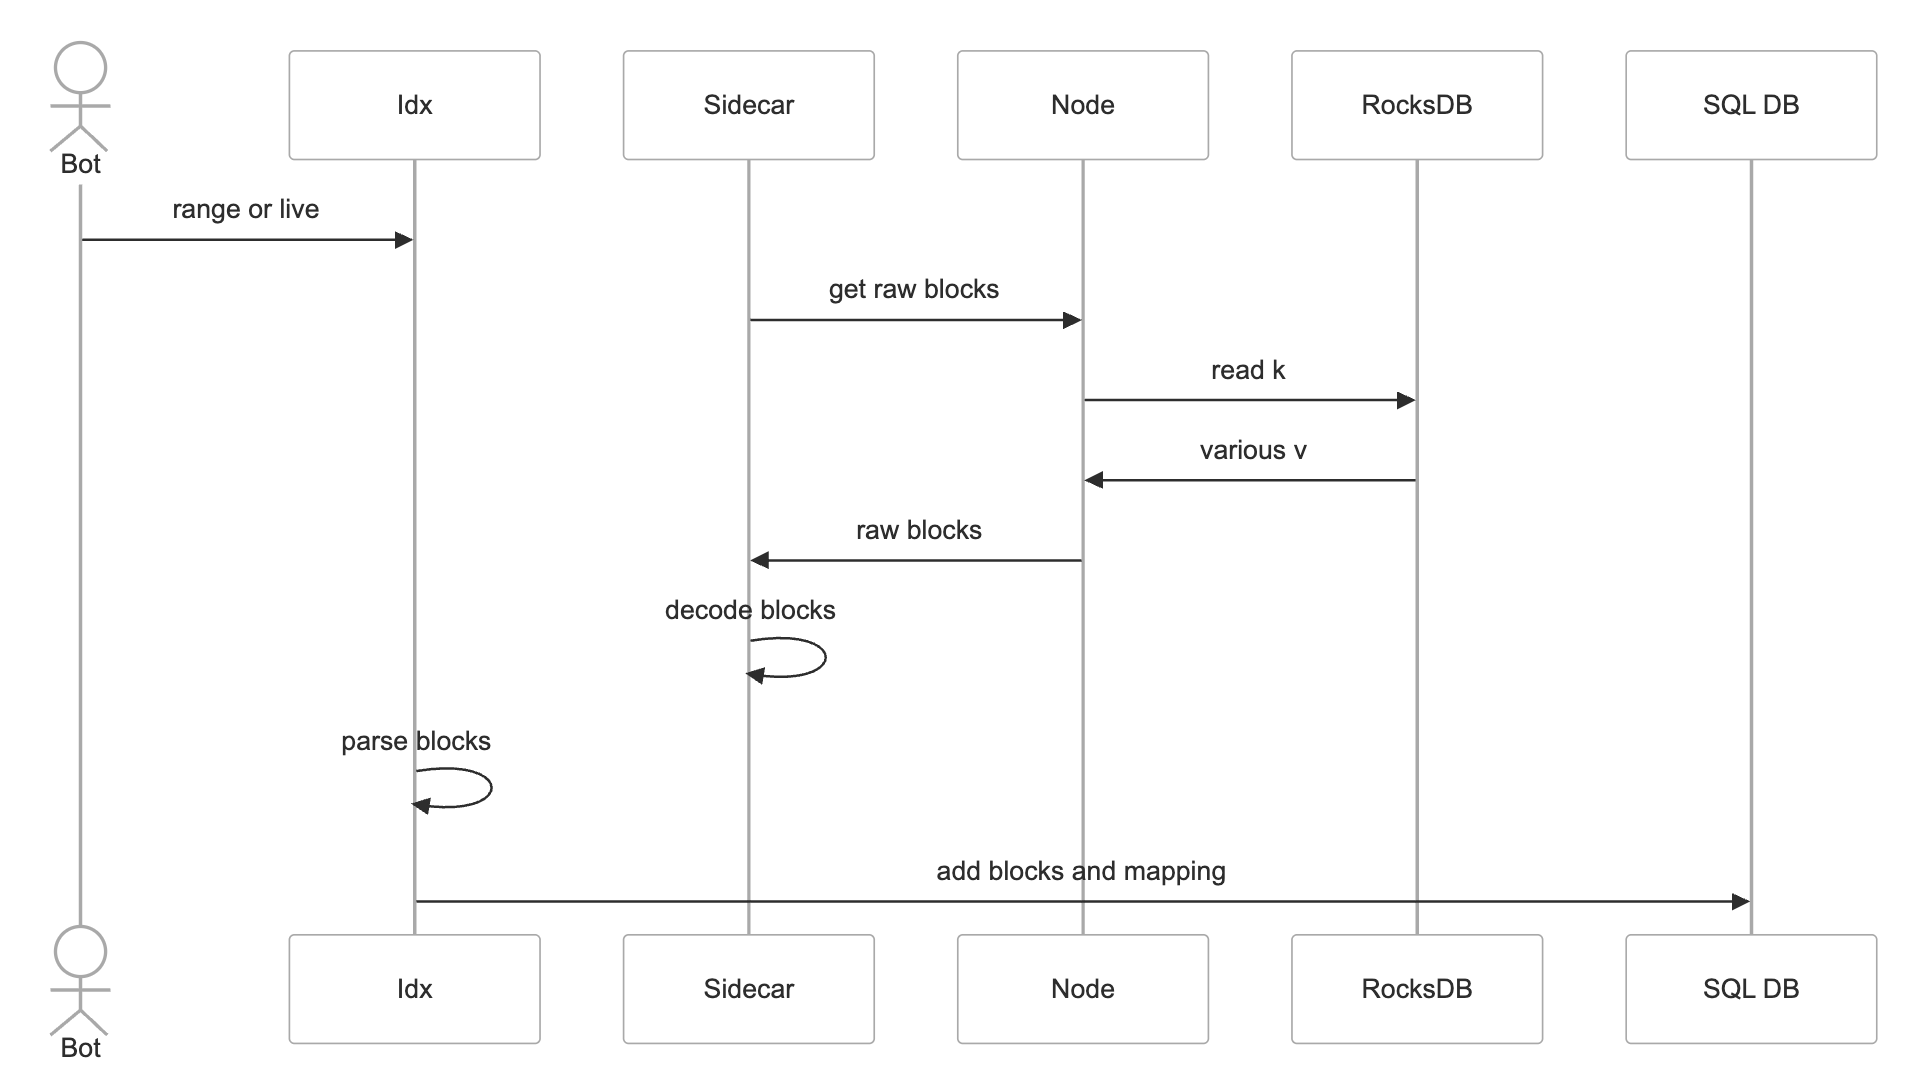 Bot
Idx
Sidecar
Node
RocksDB
SQL DB
range or live
get raw blocks
read k
various v
raw blocks
decode blocks
parse blocks
add blocks and mapping
Bot
Idx
Sidecar
Node
RocksDB
SQL DB